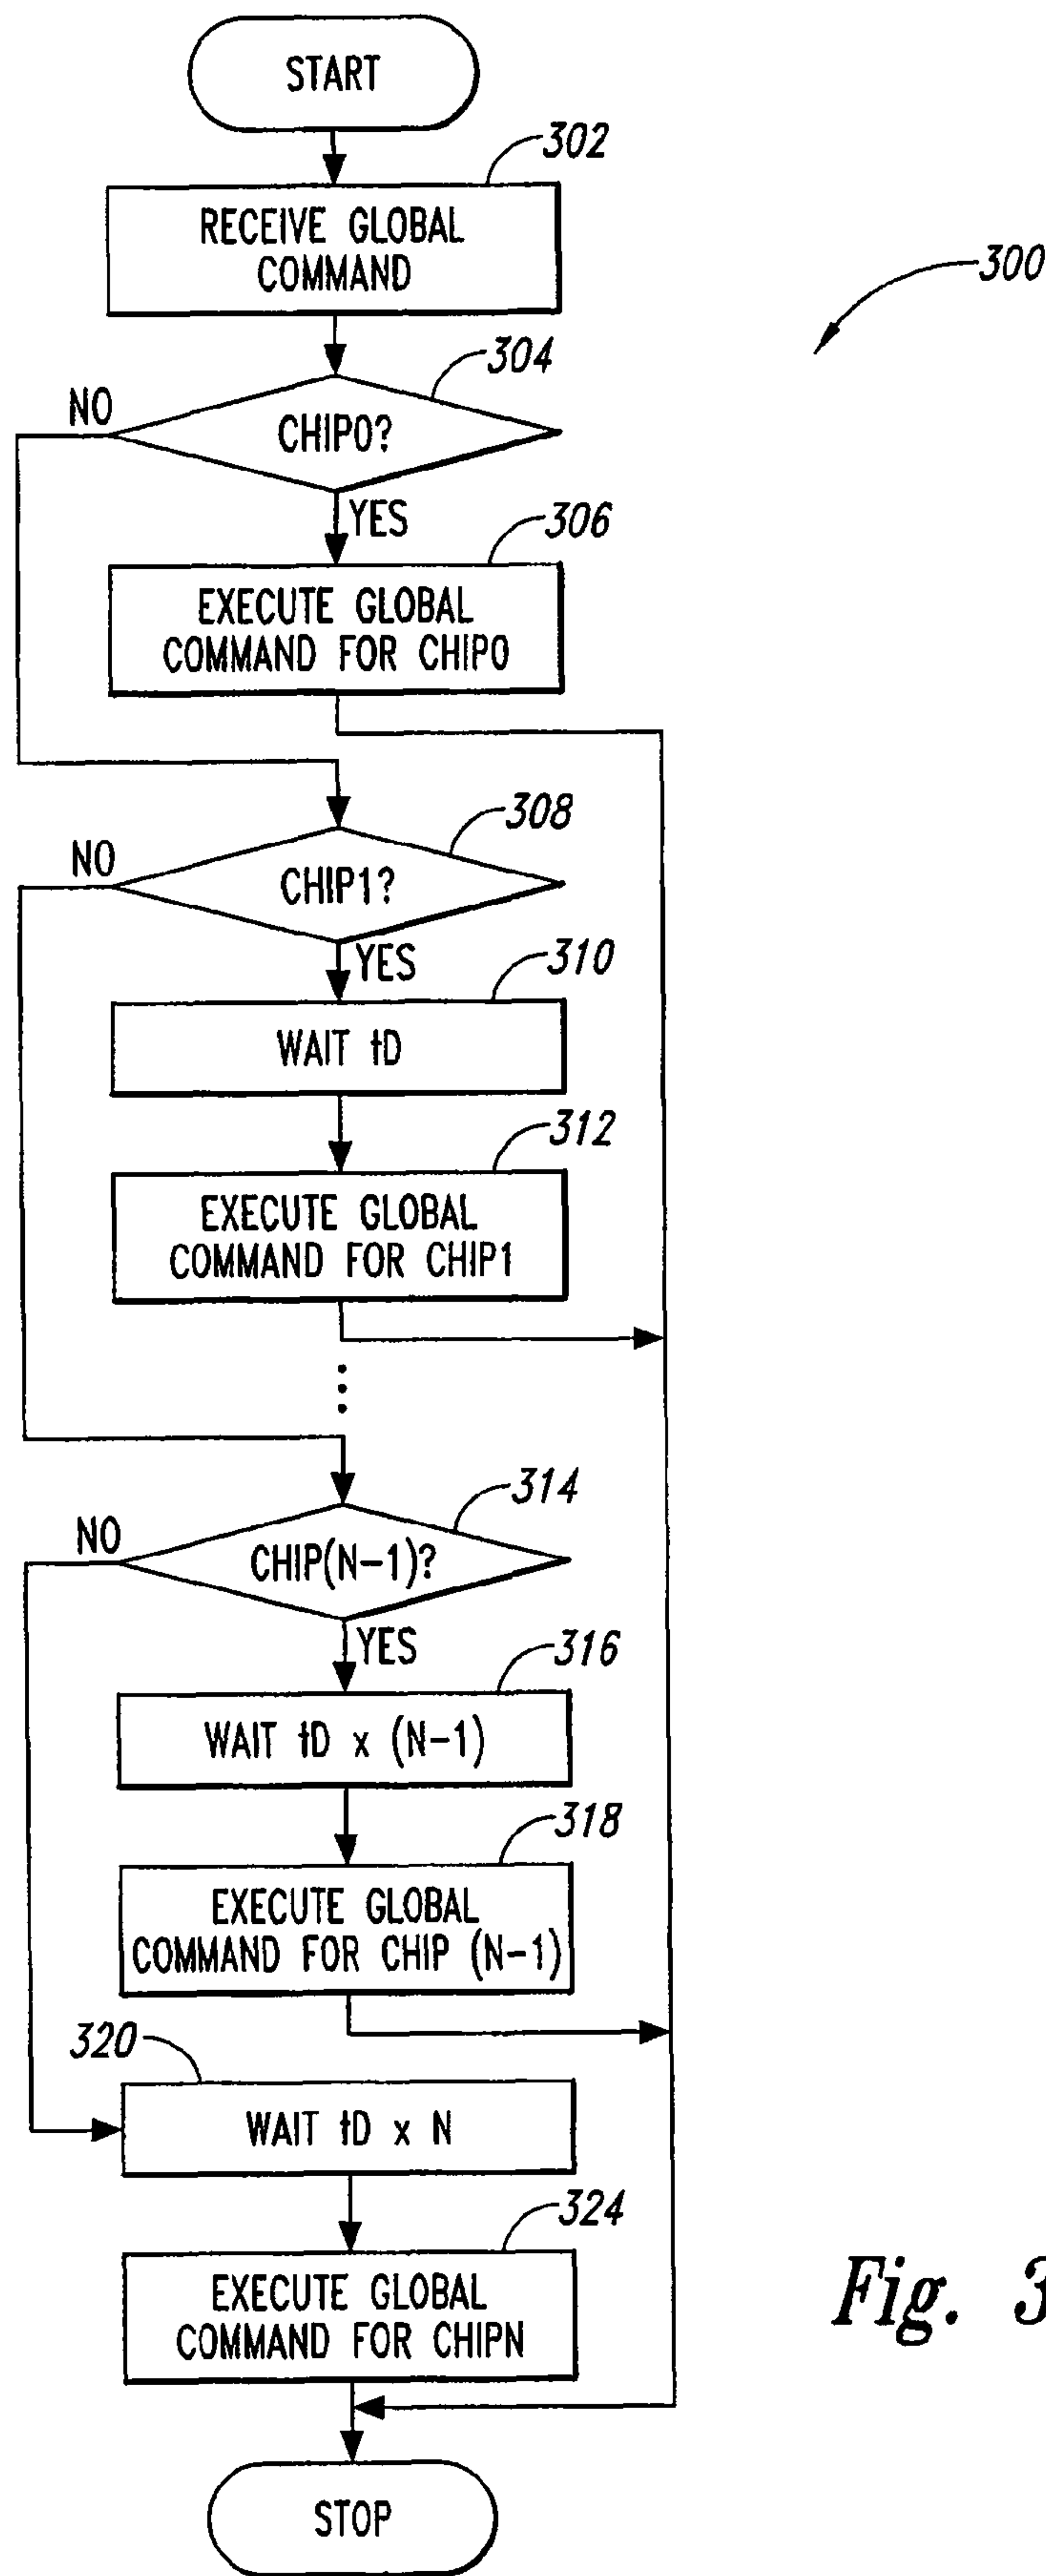 START
302
RECEIVE GLOBAL
COMMAND
300
304
NO
CHIP0?
YES
306
EXECUTE GLOBAL
COMMAND FOR CHIP0
308
NO
CHIP1?
YES
310
WAIT tD
312
EXECUTE GLOBAL
COMMAND FOR CHIP1
314
NO
CHIP(N-1)?
YES
316
WAIT tD x (N-1)
318
EXECUTE GLOBAL
COMMAND FOR CHIP (N-1)
320
WAIT tD x N
324
EXECUTE GLOBAL
COMMAND FOR CHIPN
Fig. 3
STOP